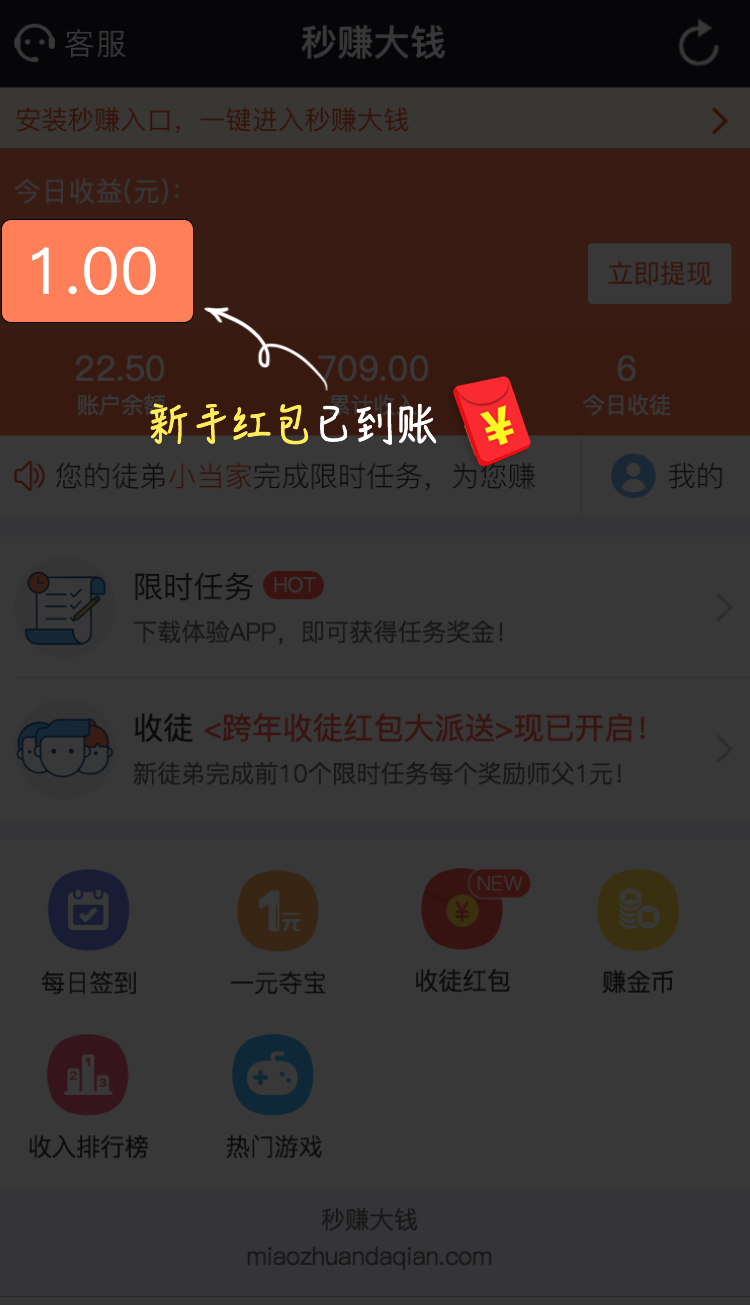 客服
秒赚大钱
安装秒赚入口，一键进入秒赚大钱
今日收益(元):
1.00
立即提现
22.50
709.00
6
账户余额
累计收入
今日收徒
新手红包已到账
¥
您的徒弟小当家完成限时任务，为您赚
我的
限时任务 HOT
下载体验APP，即可获得任务奖金！
收徒 <跨年收徒红包大派送>现已开启！
新徒弟完成前10个限时任务每个奖励师父1元！
1元
¥
NEW
每日签到
一元夺宝
收徒红包
赚金币
2 1 3
收入排行榜
热门游戏
秒赚大钱
miaozhuandaqian.com